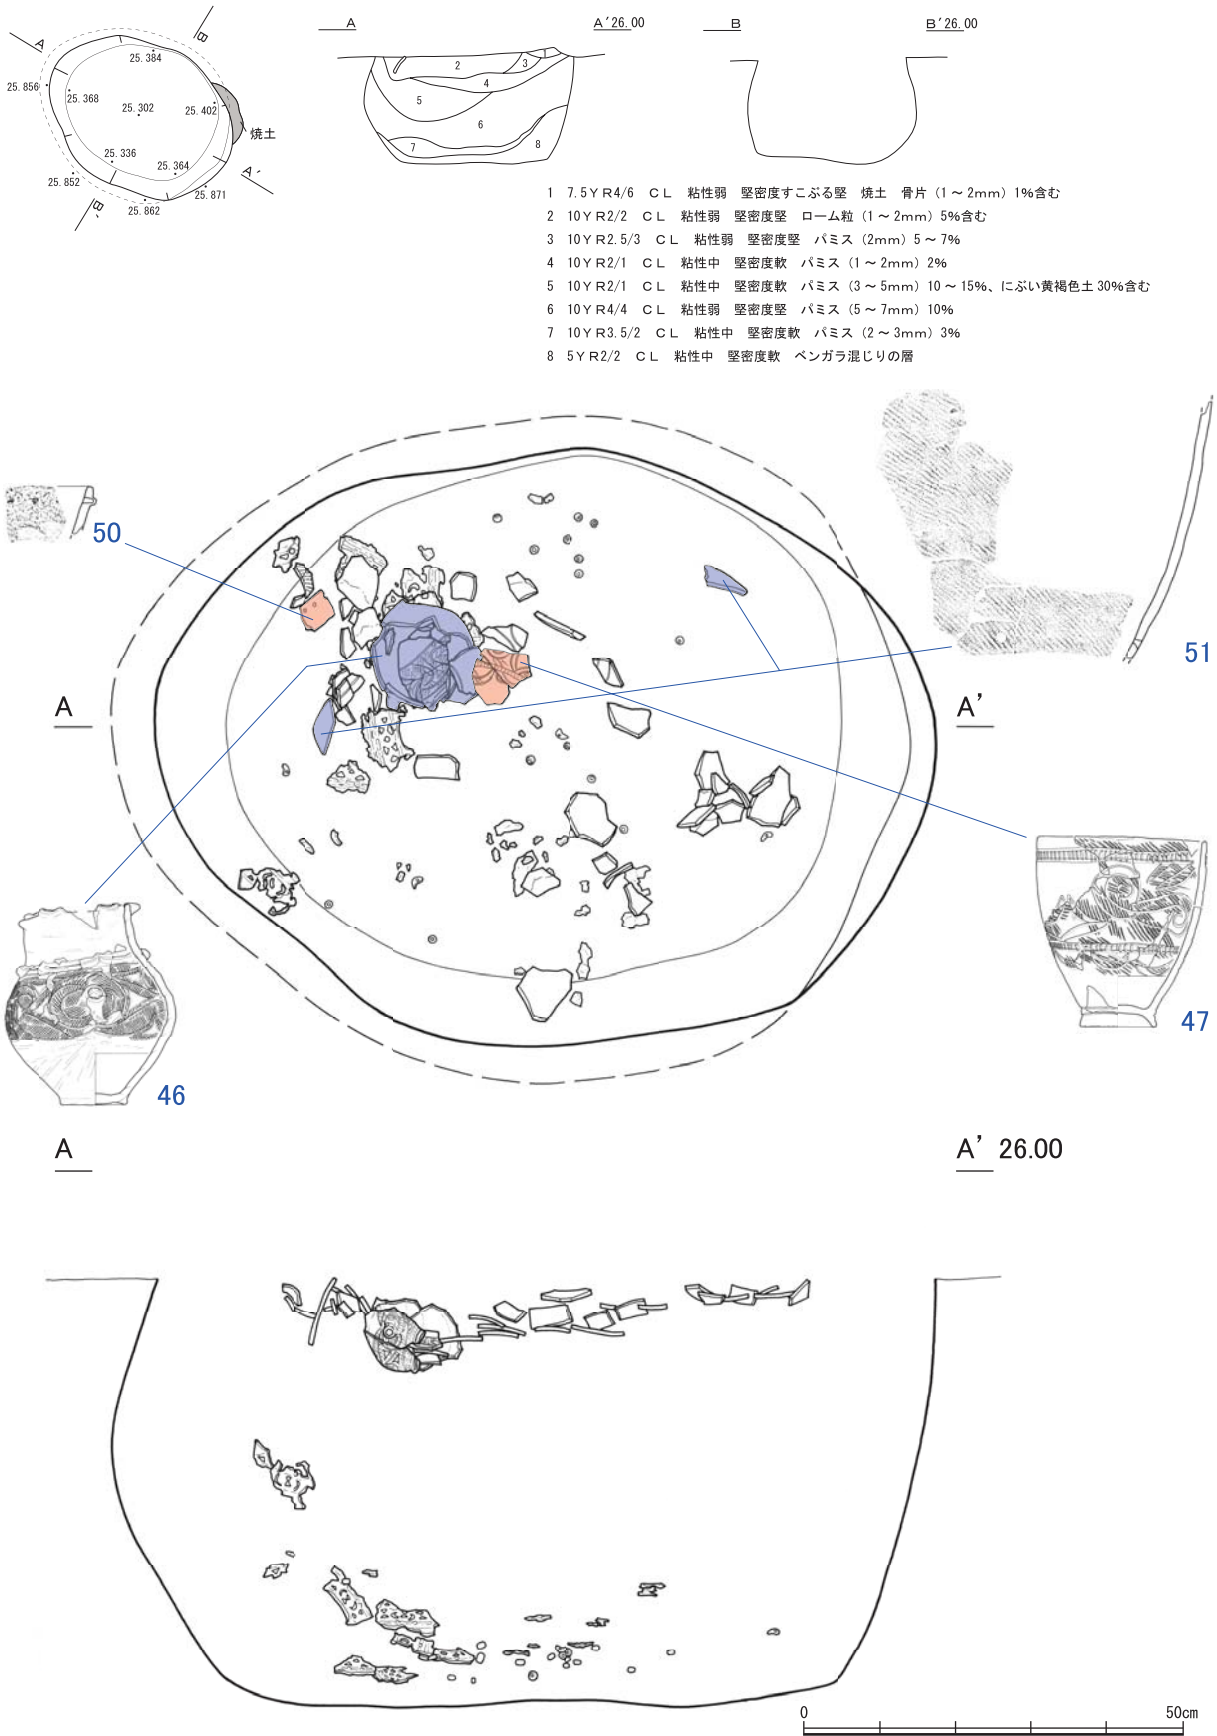 A A'26.00 B B'26.00
A B
25.384
25.856
25.368
25.302
25.402
焼土
25.336
25.364
A'
25.852
25.871
B'
25.862
2 3 1
4
5
6
7 8
1 7.5YR4/6 CL 粘性弱 堅密度すこぶる堅 焼土 骨片(1～2mm)1%含む
2 10YR2/2 CL 粘性弱 堅密度堅 ローム粒(1～2mm)5%含む
3 10YR2.5/3 CL 粘性弱 堅密度堅 パミス(2mm)5～7%
4 10YR2/1 CL 粘性中 堅密度軟 パミス(1～2mm)2%
5 10YR2/1 CL 粘性中 堅密度軟 パミス(3～5mm)10～15%、にぶい黄褐色土30%含む
6 10YR4/4 CL 粘性弱 堅密度堅 パミス(5～7mm)10%
7 10YR3.5/2 CL 粘性中 堅密度軟 パミス(2～3mm)3%
8 5YR2/2 CL 粘性中 堅密度軟 ベンガラ混じりの層
50
51
A A'
47
46
A A' 26.00
0 50cm